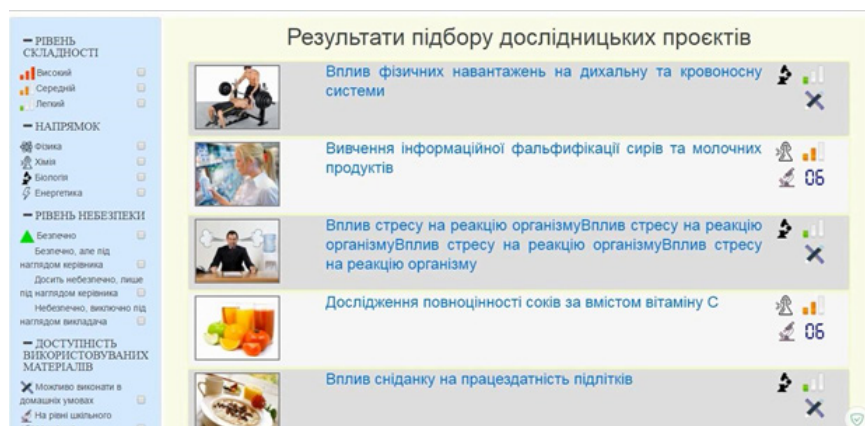 РІВЕНЬ
СКЛАДНОСТІ
Високий
Середній
Легкий
НАПРЯМОК
Фізика
Хімія
Біологія
Енергетика
РІВЕНЬ НЕБЕЗПЕКИ
Безпечно
Безпечно, але під
наглядом керівника
Досить небезпечно, лише
під наглядом керівника
Небезпечно, виключно під
наглядом викладача
ДОСТУПНІСТЬ
ВИКОРИСТОВУВАНИХ
МАТЕРІАЛІВ
Можливо виконати в
домашніх умовах
На рівні шкільного
Результати підбору дослідницьких проєктів
Вплив фізичних навантажень на дихальну та кровоносну
системи
Вивчення інформаційної фальфифікації сирів та молочних
продуктів
06
Вплив стресу на реакцію організмуВплив стресу на реакцію
організмуВплив стресу на реакцію організмуВплив стресу
на реакцію організму
Дослідження повноцінності соків за вмістом вітаміну С
06
Вплив сніданку на працездатність підлітків